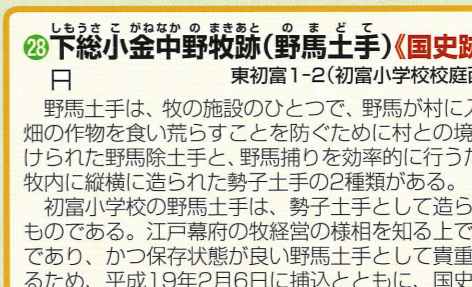 しもうさ こ がねなか の まきあと の ま ど て
㉘下総小金中野牧跡(野馬土手)《国史跡
円 東初富1-2(初富小学校校庭
野馬土手は、牧の施設のひとつで、野馬が村に
畑の作物を食い荒らすことを防ぐために村との境
けられた野馬除土手と、野馬捕りを効率的に行う
牧内に縦横に造られた勢子土手の2種類がある。
初富小学校の野馬土手は、勢子土手として造ら
ものである。江戸幕府の牧経営の様相を知る上で
であり、かつ保存状態が良い野馬土手として貴重
るため、平成19年2月6日に捕込とともに、国史